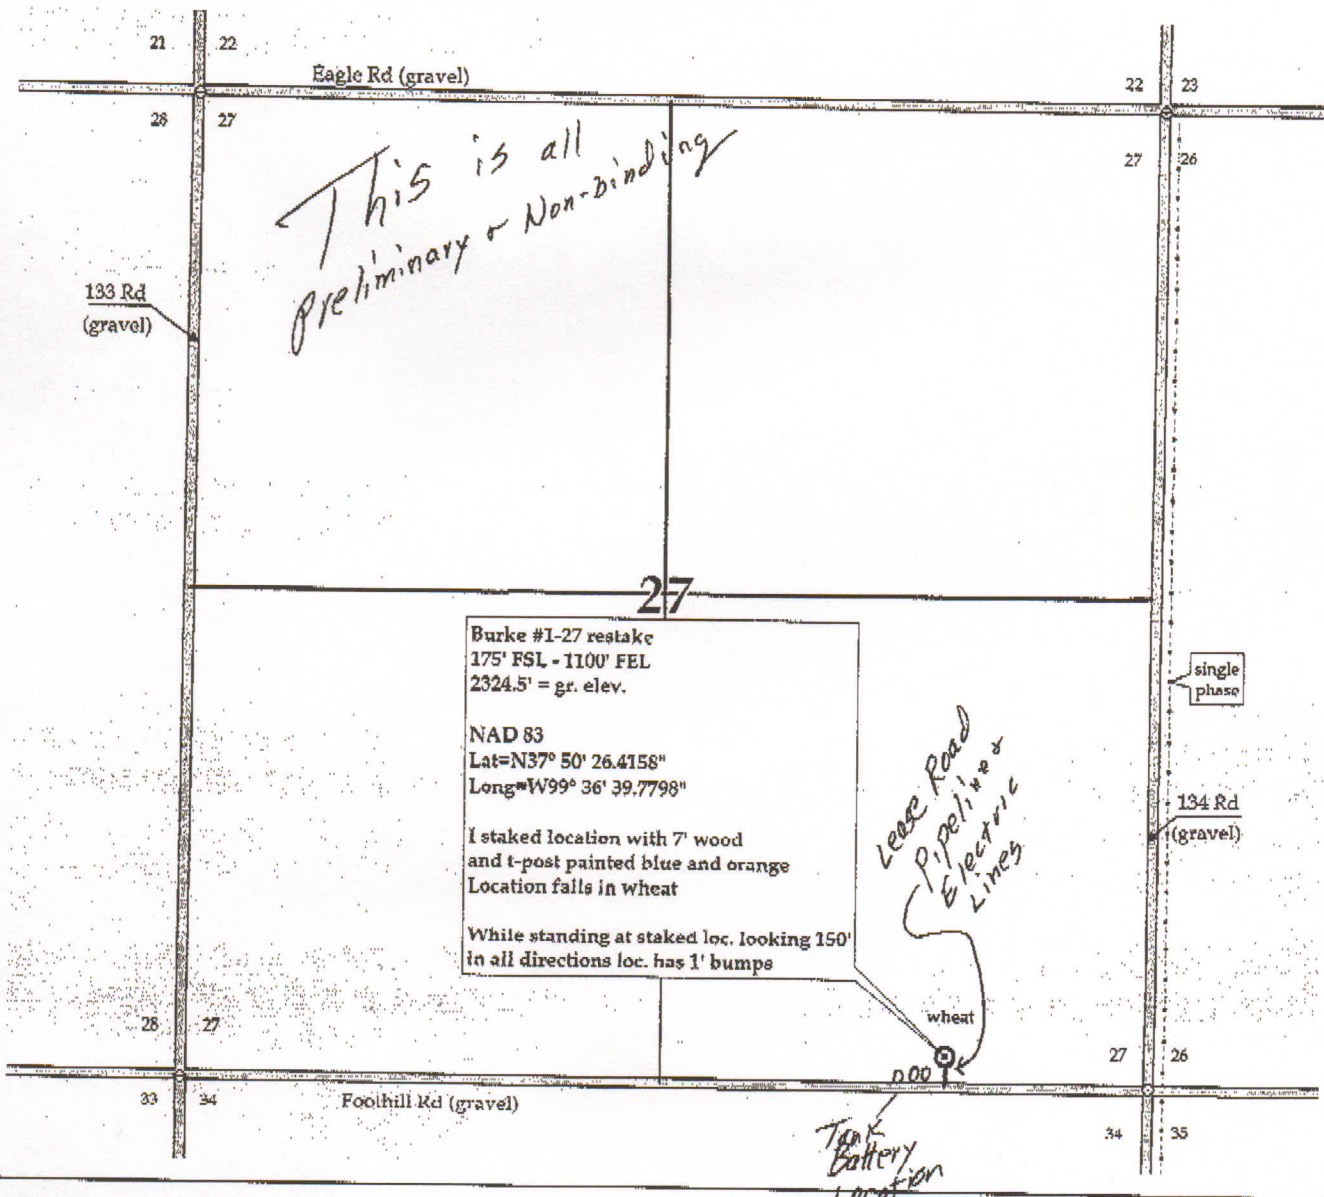 21 22
Eagle Rd (gravel)
22 23
28 27
27 26
This is all
preliminary & Non-binding
133 Rd
(gravel)
27
Burke #1-27 restake
175' FSL - 1100' FEL
2324.5' = gr. elev.
NAD 83
Lat=N37° 50' 26.4158"
Long=W99° 36' 39.7798"
I staked location with 7' wood
and t-post painted blue and orange
Location falls in wheat
While standing at staked loc. looking 150'
in all directions loc. has 1' bumps
single
phase
Lease Road
Pipeline &
Electric
Lines
134 Rd
(gravel)
wheat
28 27
27 26
33 34
Foothill Rd (gravel)
34 35
Tank
Battery
Location